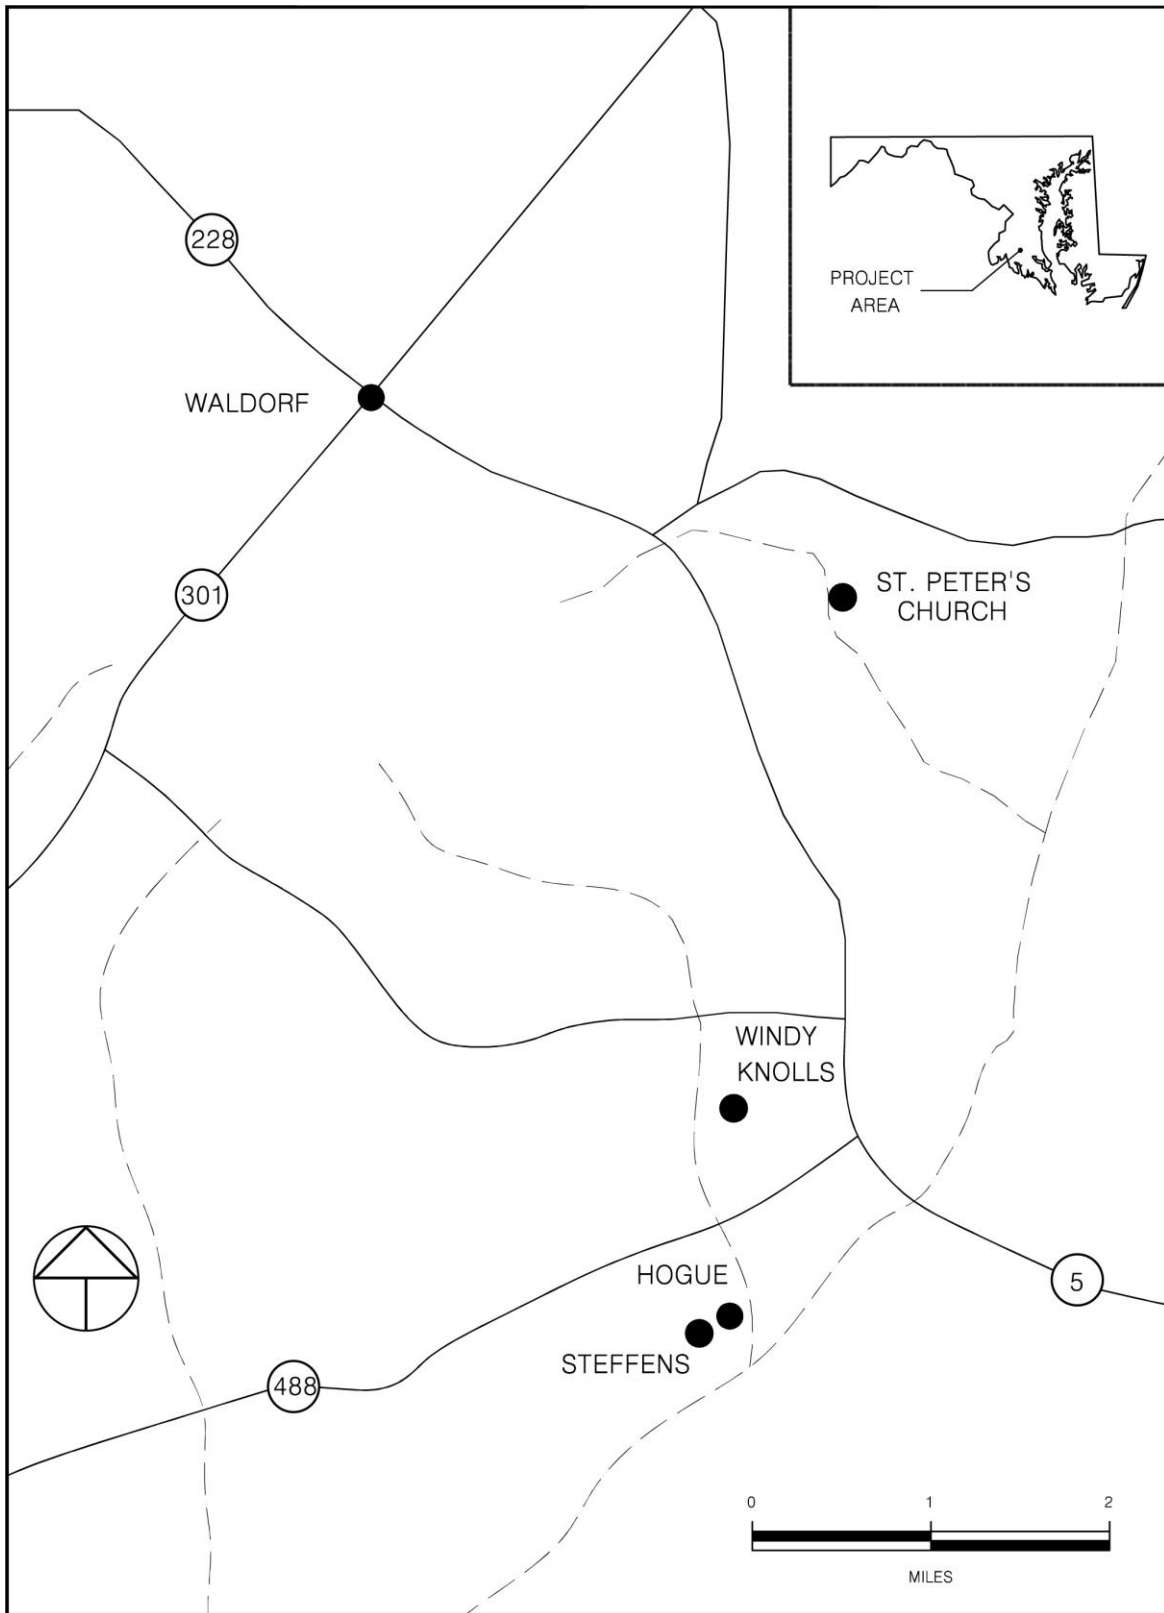 228
PROJECT
AREA
WALDORF
301
ST. PETER'S
CHURCH
WINDY
KNOLLS
HOGUE
5
STEFFENS
488
0 1 2
MILES